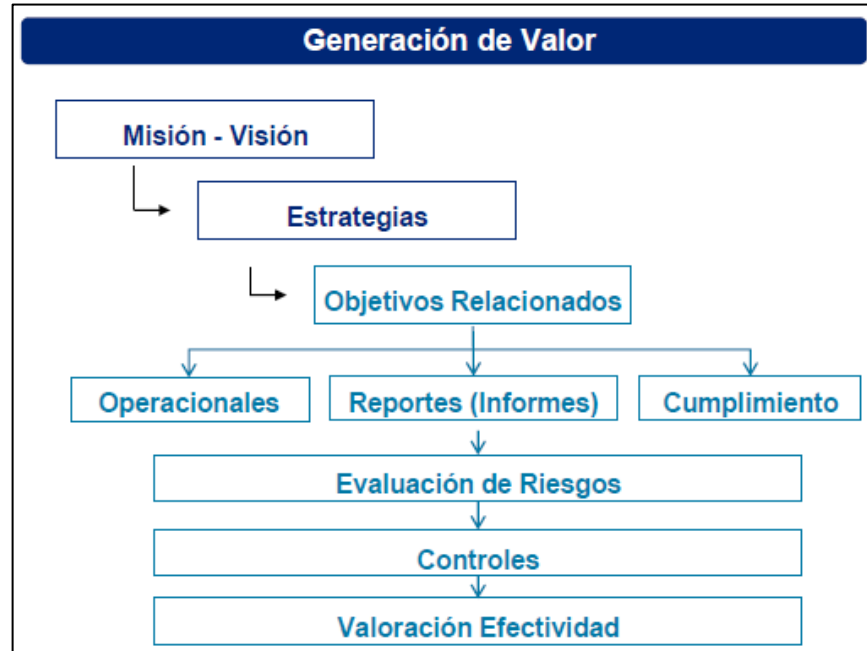 Generación de Valor
Misión - Visión
Estrategias
Objetivos Relacionados
Operacionales
Reportes (Informes)
Cumplimiento
Evaluación de Riesgos
Controles
Valoración Efectividad